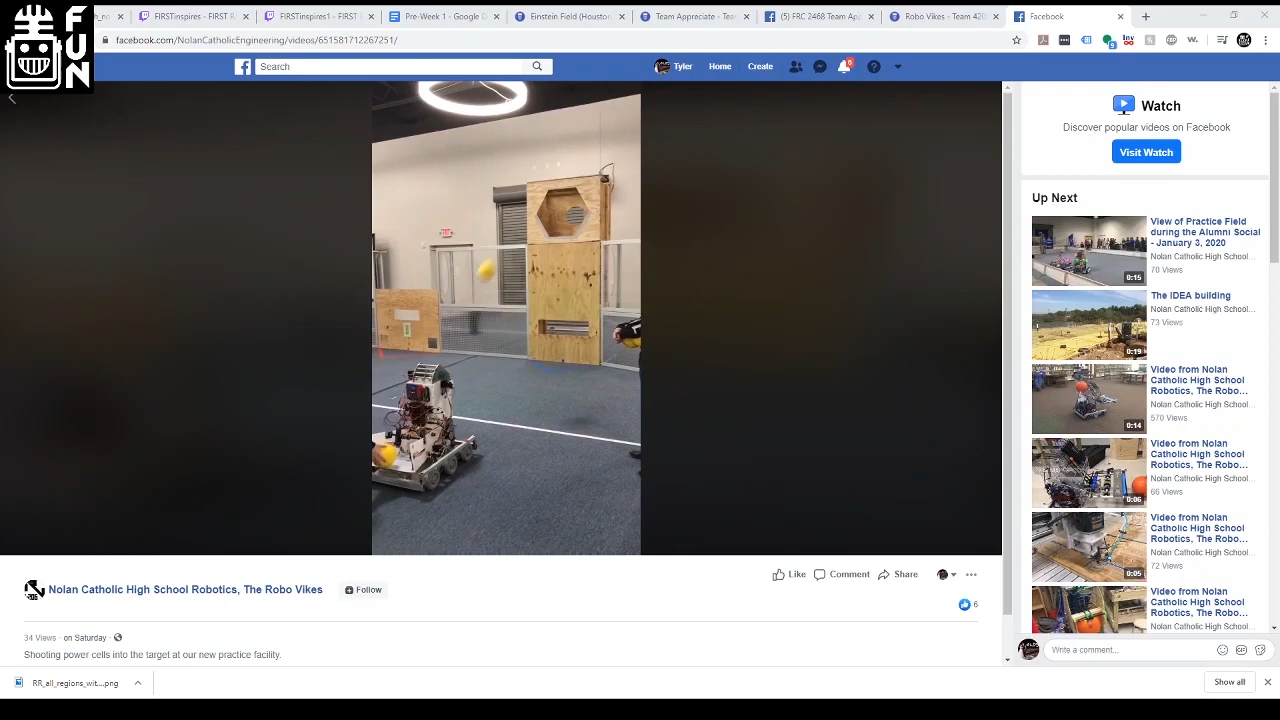 FUN
FIRSTinspires - FIRST R
FIRSTinspires1 - FIRST
Pre-Week 1 - Google D
Einstein Field (Houston
Team Appreciate - Tea
(5) FRC 2468 Team App
Robo Vikes - Team 420
Facebook
facebook.com/NolanCatholicEngineering/videos/651581712267251/
Search
Tyler
Home
Create
EXIT
Watch
Discover popular videos on Facebook
Visit Watch
Up Next
View of Practice Field
during the Alumni Social
- January 3, 2020
Nolan Catholic High School...
70 Views
0:15
The IDEA building
Nolan Catholic High School...
73 Views
0:19
Video from Nolan
Catholic High School
Robotics, The Robo...
Nolan Catholic High School...
570 Views
0:14
Video from Nolan
Catholic High School
Robotics, The Robo...
Nolan Catholic High School...
66 Views
0:06
Video from Nolan
Catholic High School
Robotics, The Robo...
Nolan Catholic High School...
72 Views
0:05
Video from Nolan
Catholic High School
Robotics, The Robo...
Nolan Catholic High School...
Nolan Catholic High School Robotics, The Robo Vikes
Follow
Like
Comment
Share
6
34 Views · on Saturday ·
Shooting power cells into the target at our new practice facility.
Write a comment...
GIF
RR_all_regions_wit....png
Show all